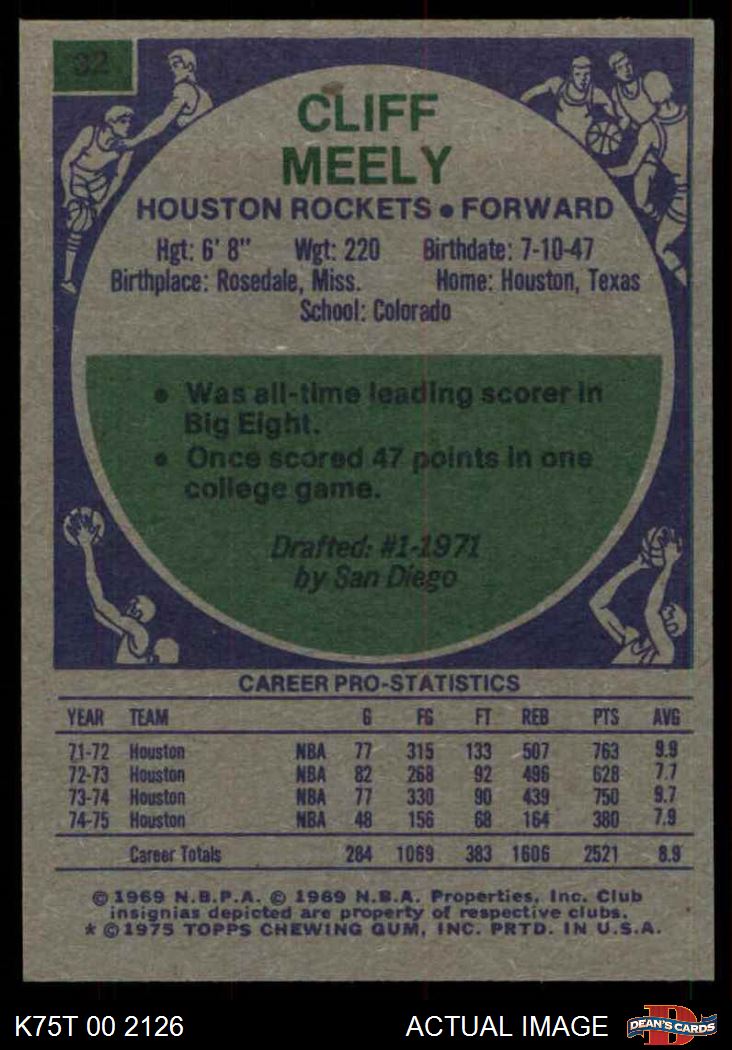 92
CLIFF
MEELY
HOUSTON ROCKETS • FORWARD
Hgt: 6' 8" Wgt: 220 Birthdate: 7-10-47
Birthplace: Rosedale, Miss. Home: Houston, Texas
School: Colorado
• Was all-time leading scorer in
Big Eight.
• Once scored 47 points in one
college game.
Drafted: #1-1971
by San Diego
CAREER PRO-STATISTICS
YEAR TEAM G FG FT REB PTS AVG
71-72 Houston NBA 77 315 133 507 763 9.9
72-73 Houston NBA 82 268 92 496 628 7.7
73-74 Houston NBA 77 330 90 439 750 9.7
74-75 Houston NBA 48 156 68 164 380 7.9
Career Totals 284 1069 383 1606 2521 8.9
© 1969 N.B.P.A. © 1969 N.B.A. Properties, Inc. Club
insignias depicted are property of respective clubs.
* © 1975 TOPPS CHEWING GUM, INC. PRTD. IN U.S.A.
K75T 00 2126 ACTUAL IMAGE D DEAN'S CARDS